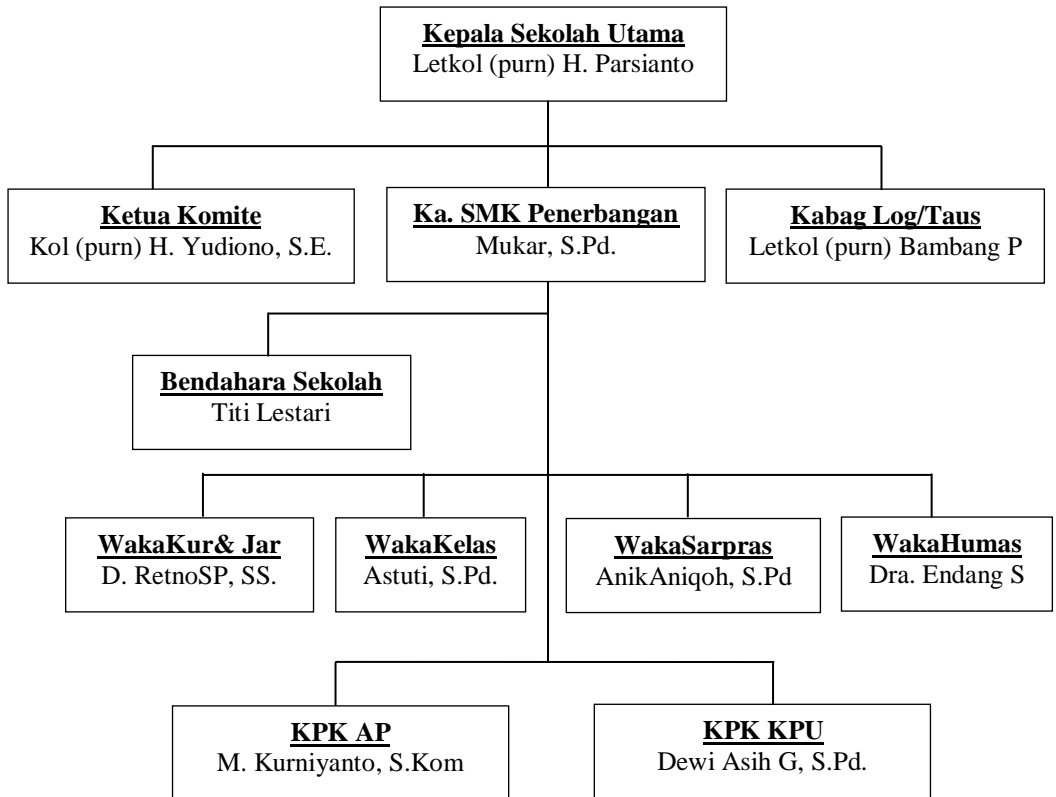 Kepala Sekolah Utama
Letkol (purn) H. Parsianto
Ketua Komite
Kol (purn) H. Yudiono, S.E.
Ka. SMK Penerbangan
Mukar, S.Pd.
Kabag Log/Taus
Letkol (purn) Bambang P
Bendahara Sekolah
Titi Lestari
WakaKur& Jar
D. RetnoSP, SS.
WakaKelas
Astuti, S.Pd.
WakaSarpras
AnikAniqoh, S.Pd
WakaHumas
Dra. Endang S
KPK AP
M. Kurniyanto, S.Kom
KPK KPU
Dewi Asih G, S.Pd.